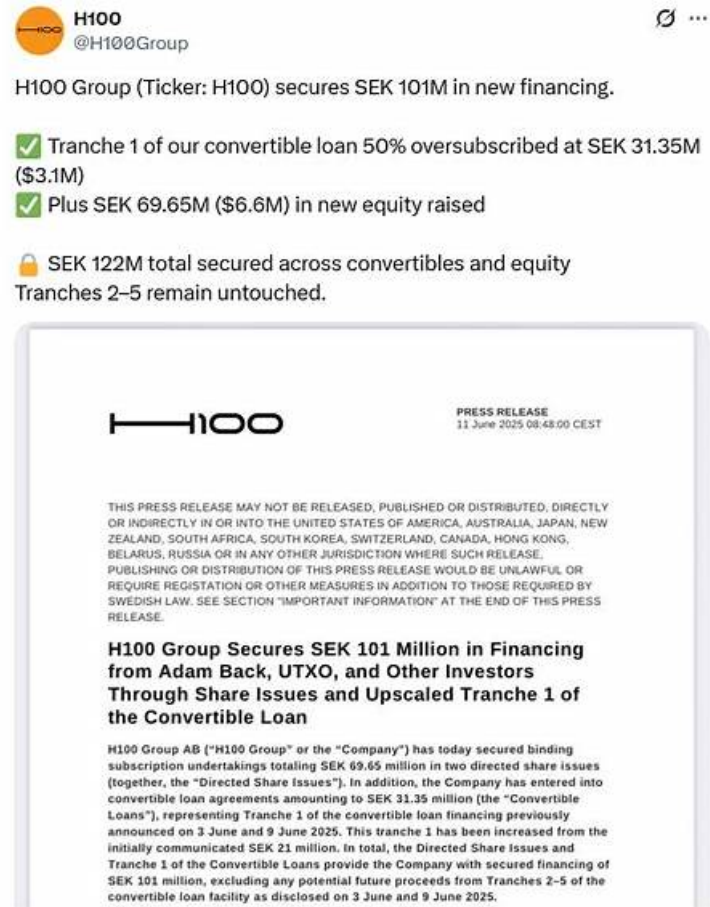 H100
@H100Group
H100 Group (Ticker: H100) secures SEK 101M in new financing.
✅ Tranche 1 of our convertible loan 50% oversubscribed at SEK 31.35M
($3.1M)
✅ Plus SEK 69.65M ($6.6M) in new equity raised
🔒 SEK 122M total secured across convertibles and equity
Tranches 2–5 remain untouched.
H100
PRESS RELEASE
11 June 2025 08:48:00 CEST
THIS PRESS RELEASE MAY NOT BE RELEASED, PUBLISHED OR DISTRIBUTED, DIRECTLY
OR INDIRECTLY IN OR INTO THE UNITED STATES OF AMERICA, AUSTRALIA, JAPAN, NEW
ZEALAND, SOUTH AFRICA, SOUTH KOREA, SWITZERLAND, CANADA, HONG KONG,
BELARUS, RUSSIA OR IN ANY OTHER JURISDICTION WHERE SUCH RELEASE,
PUBLISHING OR DISTRIBUTION OF THIS PRESS RELEASE WOULD BE UNLAWFUL OR
REQUIRE REGISTATION OR OTHER MEASURES IN ADDITION TO THOSE REQUIRED BY
SWEDISH LAW. SEE SECTION "IMPORTANT INFORMATION" AT THE END OF THIS PRESS
RELEASE.
H100 Group Secures SEK 101 Million in Financing
from Adam Back, UTXO, and Other Investors
Through Share Issues and Upscaled Tranche 1 of
the Convertible Loan
H100 Group AB ("H100 Group" or the "Company") has today secured binding
subscription undertakings totaling SEK 69.65 million in two directed share issues
(together, the "Directed Share Issues"). In addition, the Company has entered into
convertible loan agreements amounting to SEK 31.35 million (the "Convertible
Loans"), representing Tranche 1 of the convertible loan financing previously
announced on 3 June and 9 June 2025. This tranche 1 has been increased from the
initially communicated SEK 21 million. In total, the Directed Share Issues and
Tranche 1 of the Convertible Loans provide the Company with secured financing of
SEK 101 million, excluding any potential future proceeds from Tranches 2–5 of the
convertible loan facility as disclosed on 3 June and 9 June 2025.